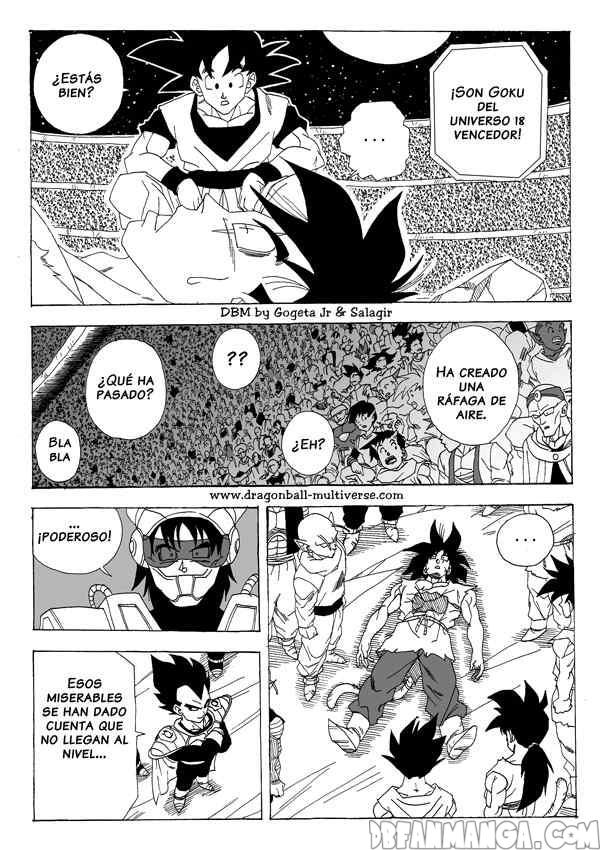 ¿Estás
bien?
...
¡Son Goku
del
universo 18
vencedor!
DBM by Gogeta Jr & Salagir
Bla
bla
¿Qué ha
pasado?
??
¿Eh?
Ha creado
una
ráfaga
de
aire.
www.dragonball-multiverse.com
...
¡Poderoso!
...
Esos
miserables
se han dado
cuenta que
no llegan al
nivel...
DBFANMANGA.COM